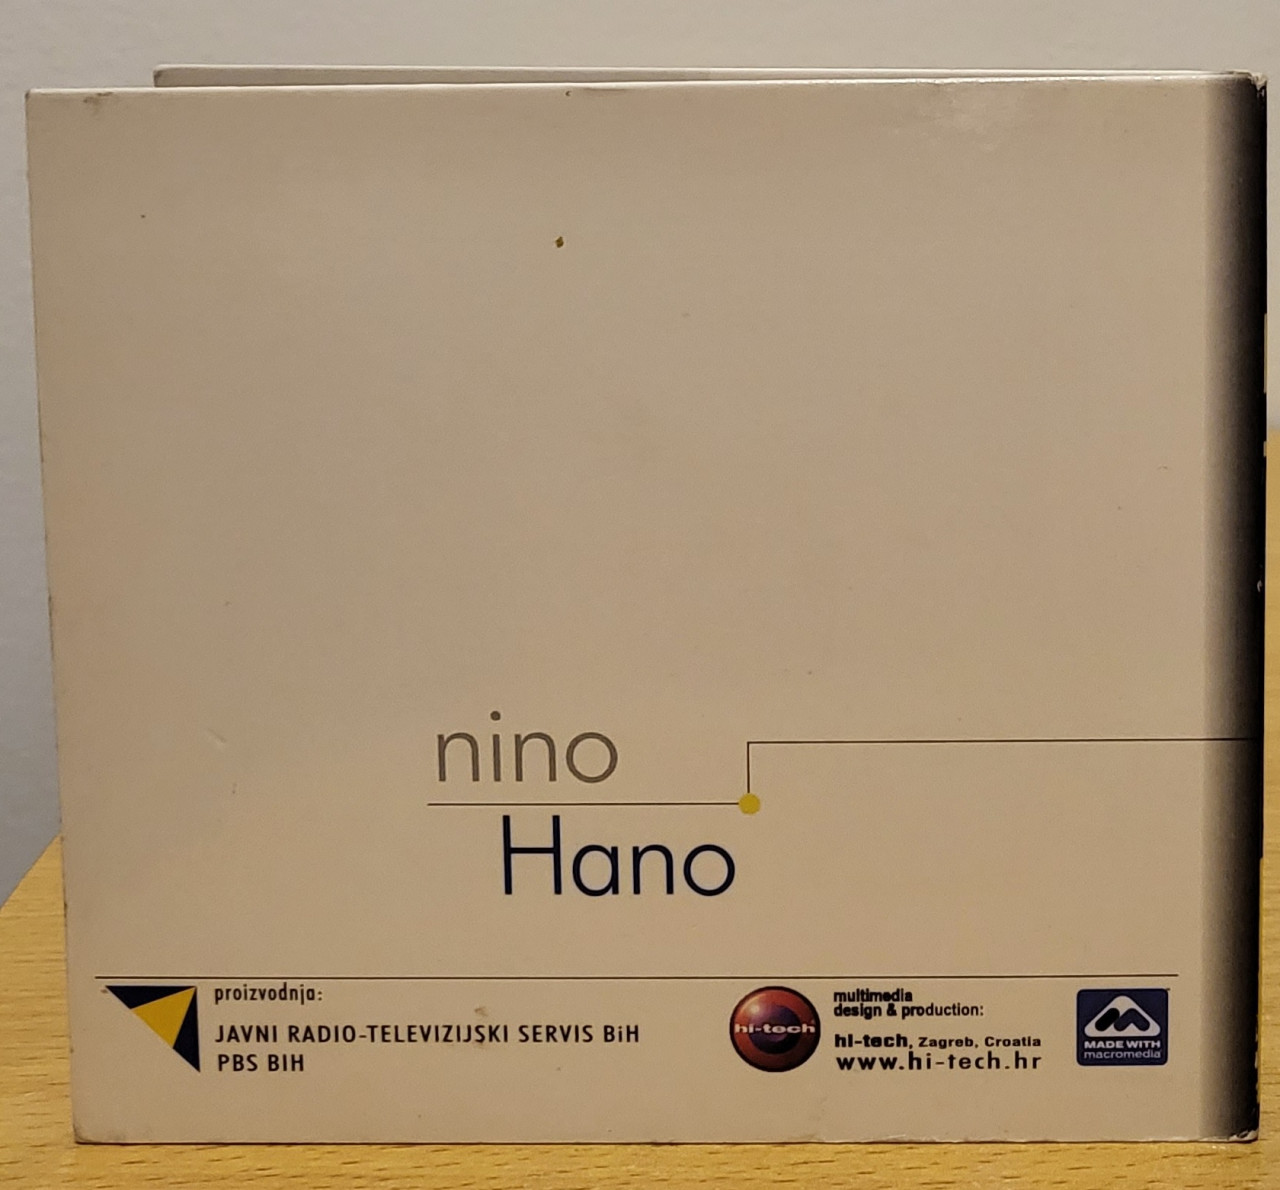 nino
Hano
proizvodnja:
JAVNI RADIO-TELEVIZIJSKI SERVIS BiH
PBS BIH
hi-tech
multimedia
design & production:
hi-tech, Zagreb, Croatia
www.hi-tech.hr
MADE WITH
macromedia